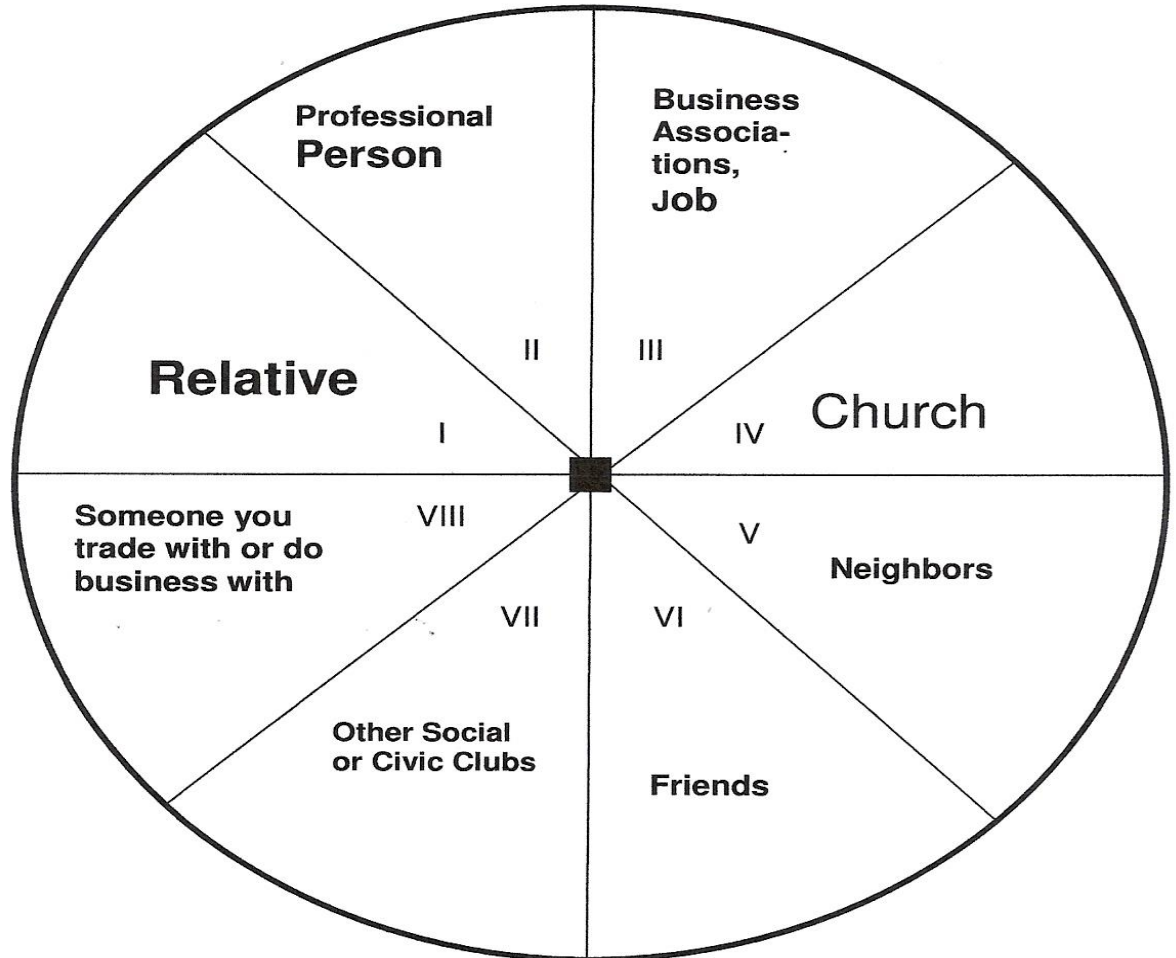 Professional
Person
II
Business
Associa-
tions,
Job
III
Relative
I
Church
IV
Someone you
trade with or do
business with
VIII
V
Neighbors
VII
Other Social
or Civic Clubs
VI
Friends